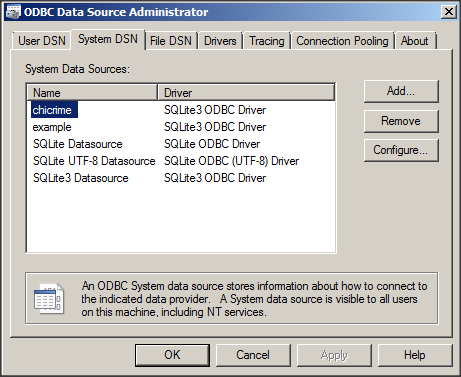 ODBC Data Source Administrator
User DSN System DSN File DSN Drivers Tracing Connection Pooling About
System Data Sources:
Name Driver Add...
chicrime SQLite3 ODBC Driver
example SQLite3 ODBC Driver Remove
SQLite Datasource SQLite ODBC Driver Configure...
SQLite UTF-8 Datasource SQLite ODBC (UTF-8) Driver
SQLite3 Datasource SQLite3 ODBC Driver
An ODBC System data source stores information about how to connect to
the indicated data provider. A System data source is visible to all users
on this machine, including NT services.
OK Cancel Apply Help